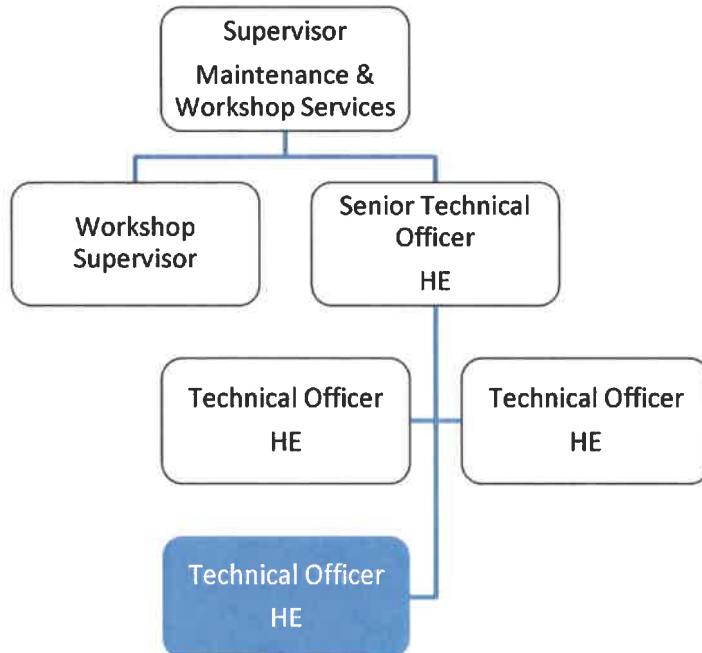 Supervisor
Maintenance &
Workshop Services
Workshop
Supervisor
Senior Technical
Officer
HE
Technical Officer
HE
Technical Officer
HE
Technical Officer
HE